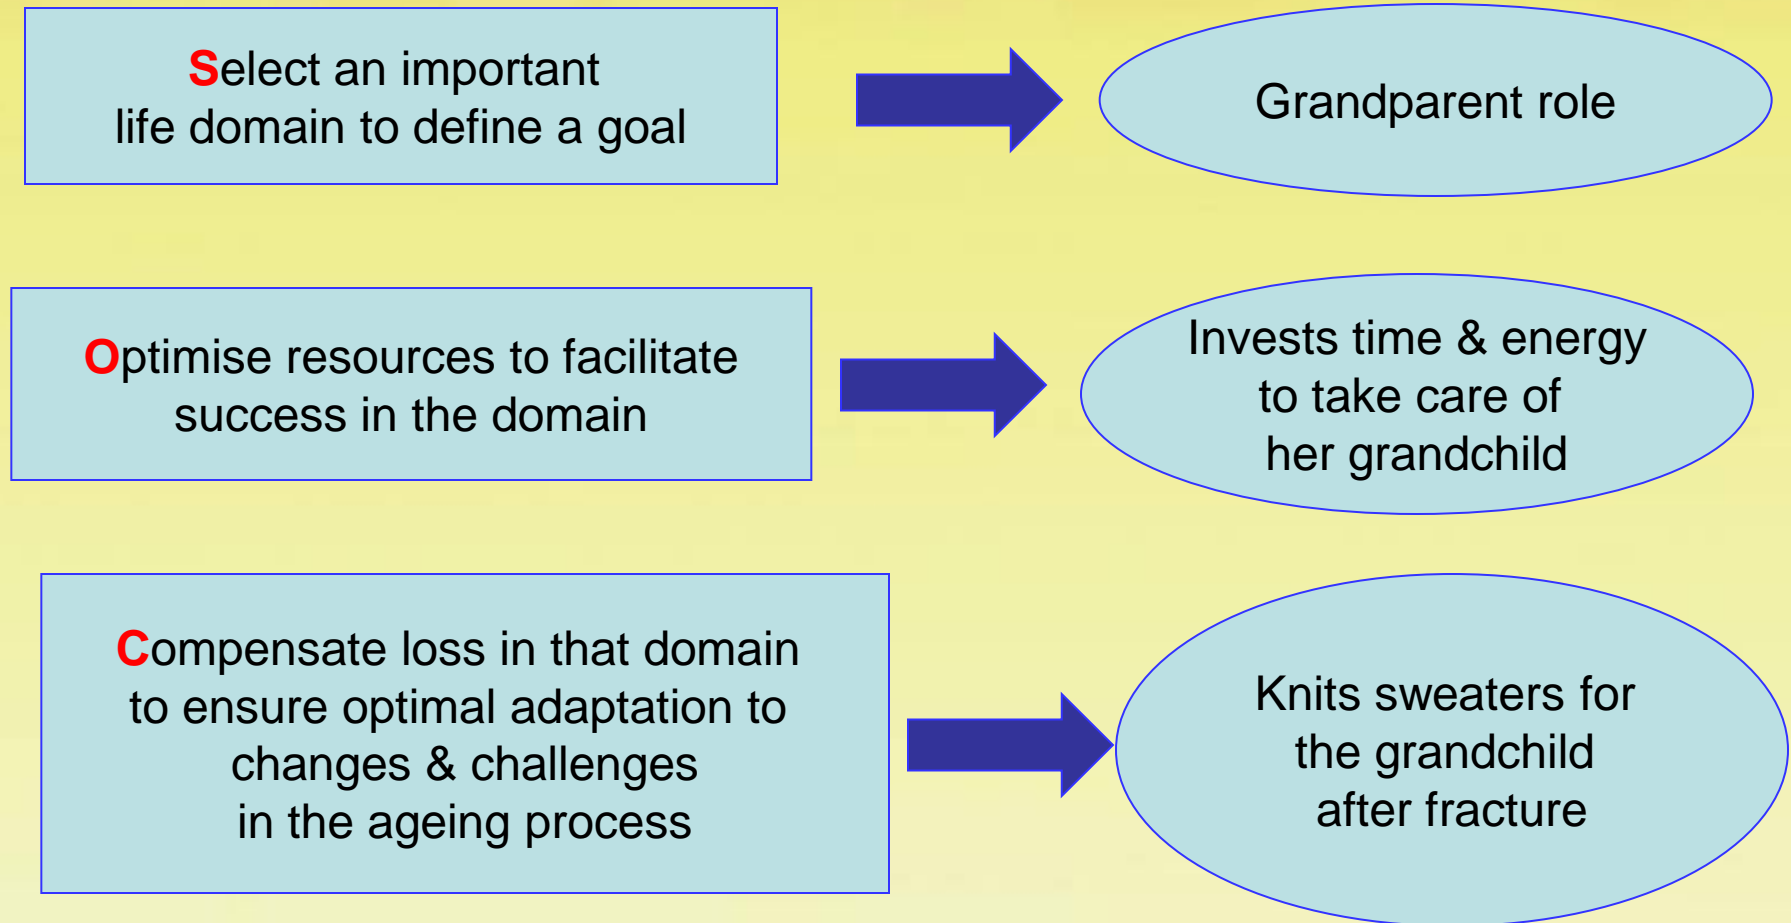 Select an important
life domain to define a goal
Grandparent role
Optimise resources to facilitate
success in the domain
Invests time & energy
to take care of
her grandchild
Compensate loss in that domain
to ensure optimal adaptation to
changes & challenges
in the ageing process
Knits sweaters for
the grandchild
after fracture